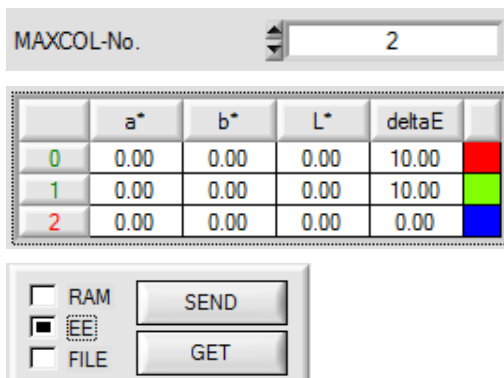 MAXCOL-No. 2
a* b* L* deltaE
0 0.00 0.00 0.00 10.00
1 0.00 0.00 0.00 10.00
2 0.00 0.00 0.00 0.00
RAM SEND
EE
FILE GET